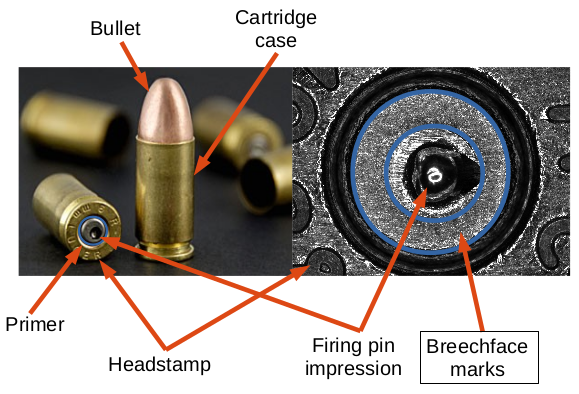 Bullet
Cartridge
case
Primer
Headstamp
Firing pin
impression
Breechface
marks